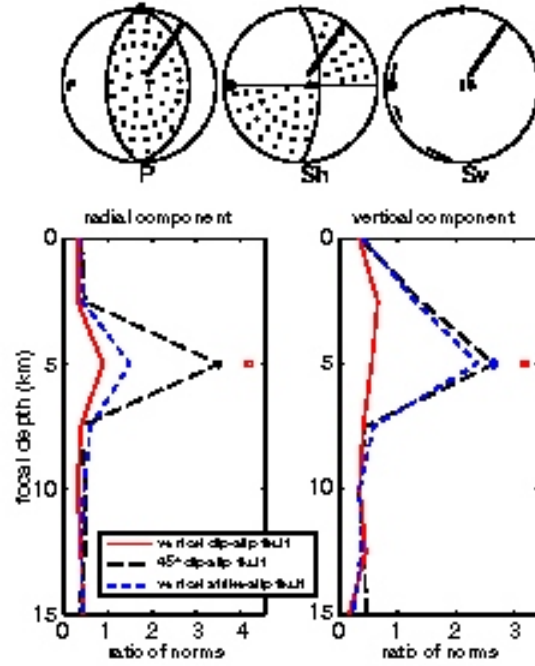 P Sh Sv
radial component vertical component
0 0
5 5
focal depth (km)
10 10
vertical dip-slip fault
45° dip-slip fault
vertical strike-slip fault
15 15
0 1 2 3 4 0 1 2 3
ratio of norms ratio of norms